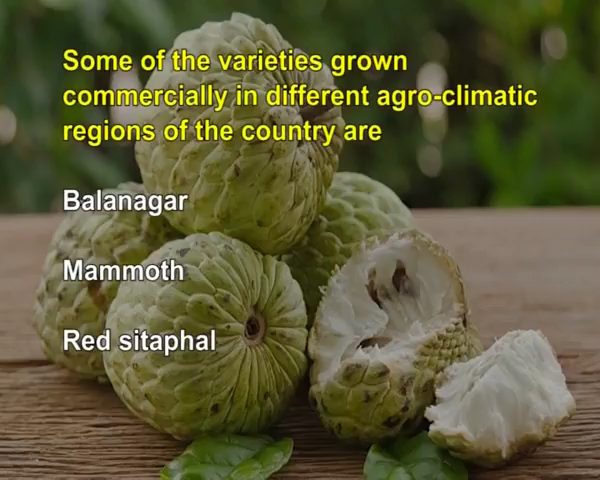 Some of the varieties grown
commercially in different agro-climatic
regions of the country are
Balanagar
Mammoth
Red sitaphal